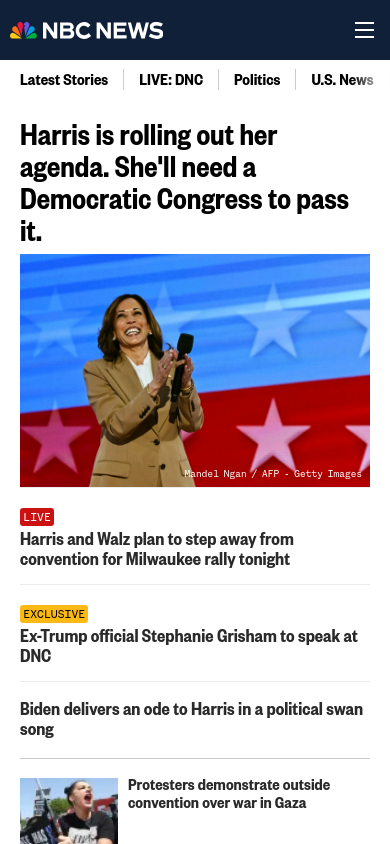 NBC NEWS
Latest Stories
LIVE: DNC
Politics
U.S. News
Harris is rolling out her
agenda. She'll need a
Democratic Congress to pass
it.
Mandel Ngan / AFP - Getty Images
LIVE
Harris and Walz plan to step away from
convention for Milwaukee rally tonight
EXCLUSIVE
Ex-Trump official Stephanie Grisham to speak at
DNC
Biden delivers an ode to Harris in a political swan
song
Protesters demonstrate outside
convention over war in Gaza